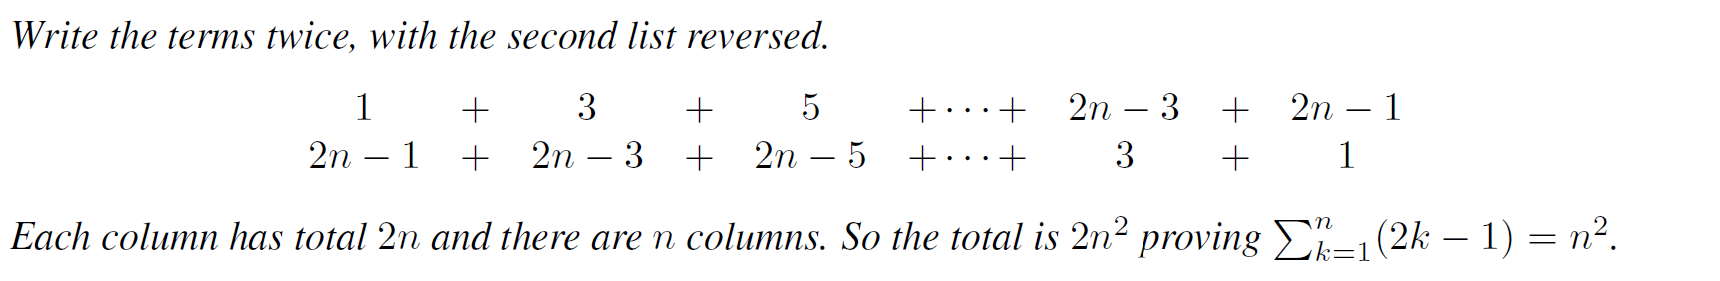 Write the terms twice, with the second list reversed.
1 + 3 + 5 +⋯+ 2n − 3 + 2n − 1
2n − 1 + 2n − 3 + 2n − 5 +⋯+ 3 + 1
Each column has total 2n and there are n columns. So the total is 2n² proving ∑ⁿₖ₌₁(2k − 1) = n².